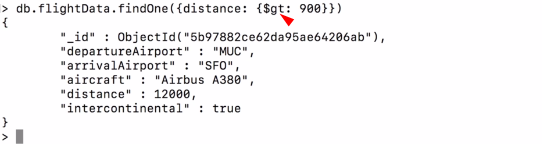 > db.flightData.findOne({distance: {$gt: 900}})
{
        "_id" : ObjectId("5b97882ce62da95ae64206ab"),
        "departureAirport" : "MUC",
        "arrivalAirport" : "SFO",
        "aircraft" : "Airbus A380",
        "distance" : 12000,
        "intercontinental" : true
}
>